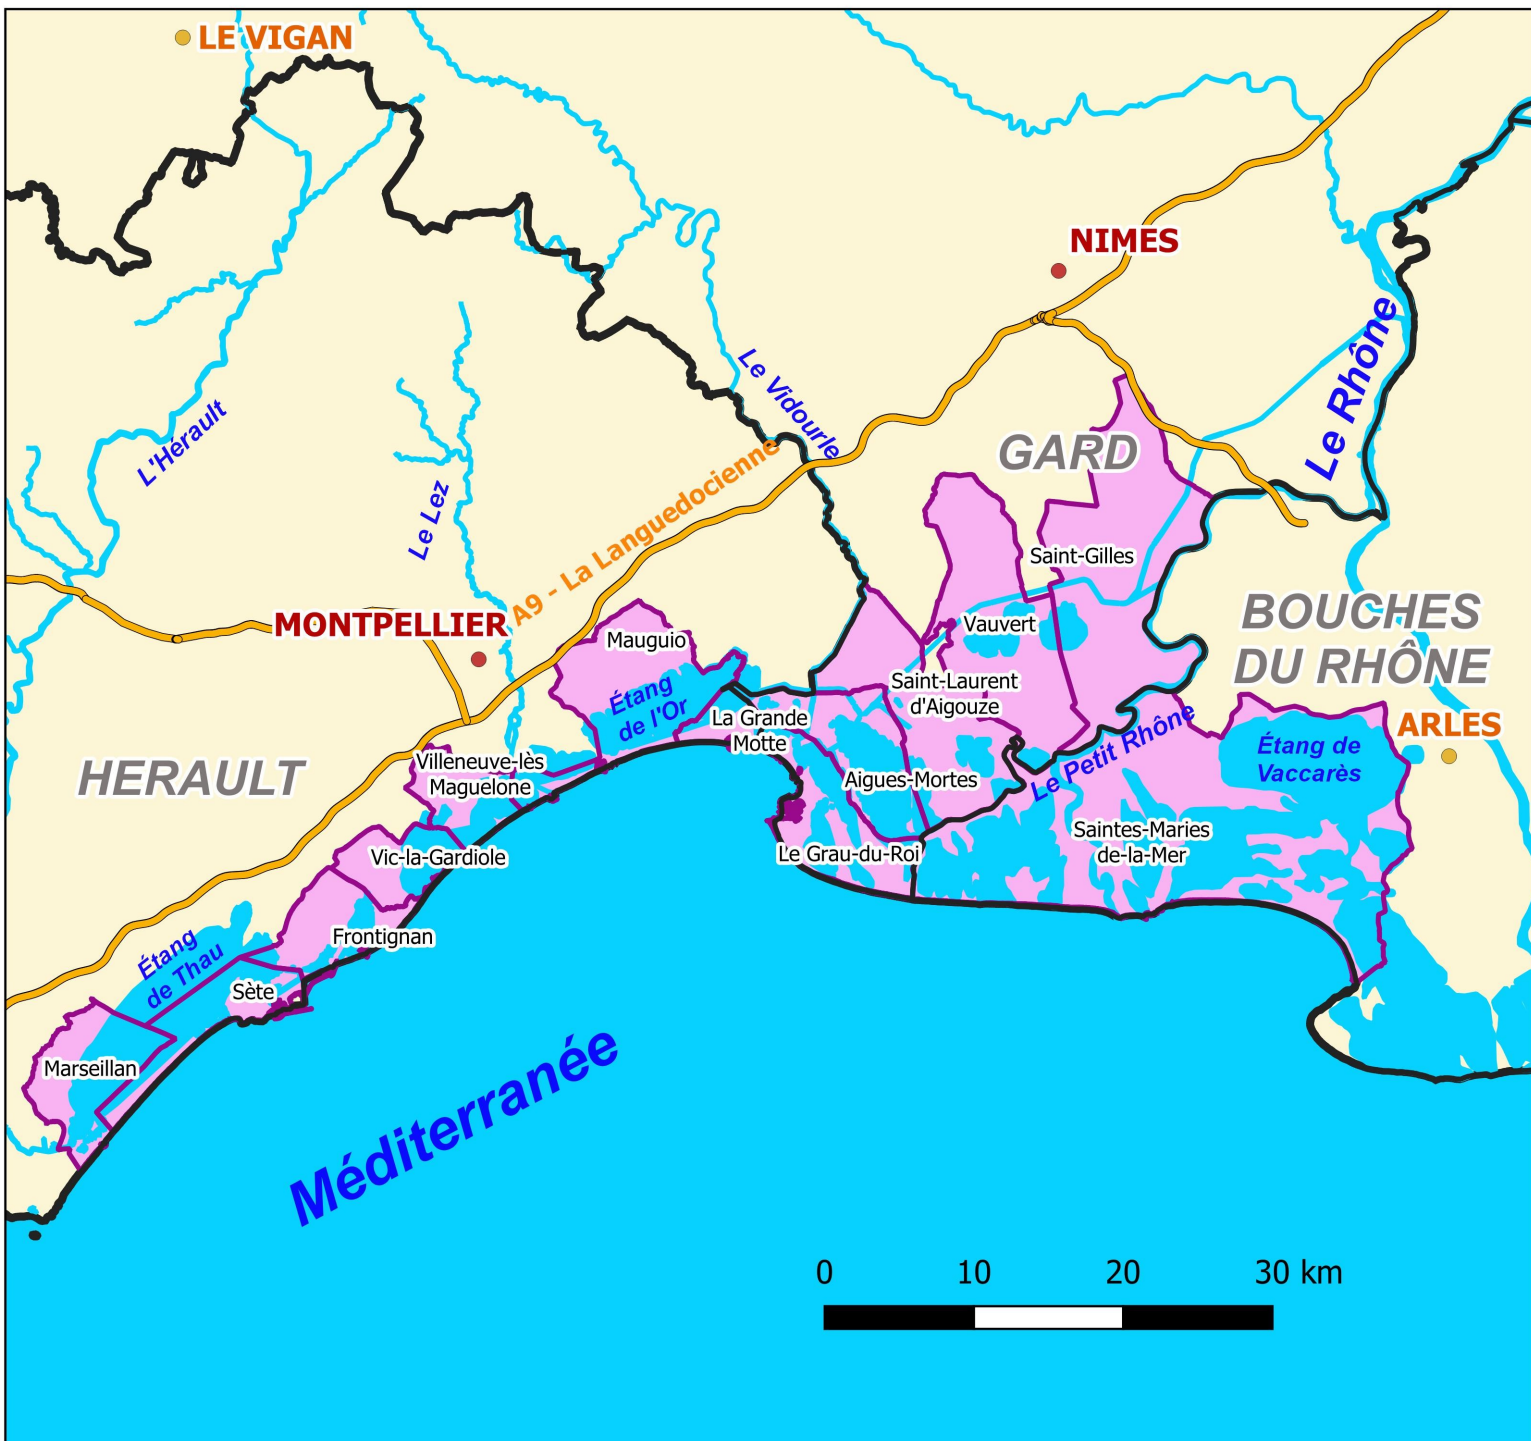 LE VIGAN
NIMES
Le Rhône
Le Vidourle
L'Hérault
GARD
A9 - La Languedocienne
Le Lez
Saint-Gilles
BOUCHES
DU RHÔNE
MONTPELLIER
Mauguio
Vauvert
Étang
de l'Or
Saint-Laurent
d'Aigouze
La Grande
Motte
Le Petit Rhône
ARLES
Étang de
Vaccarès
HERAULT
Villeneuve-lès
Maguelone
Aigues-Mortes
Saintes-Maries
de-la-Mer
Vic-la-Gardiole
Le Grau-du-Roi
Frontignan
Étang
de Thau
Sète
Marseillan
Méditerranée
0 10 20 30 km